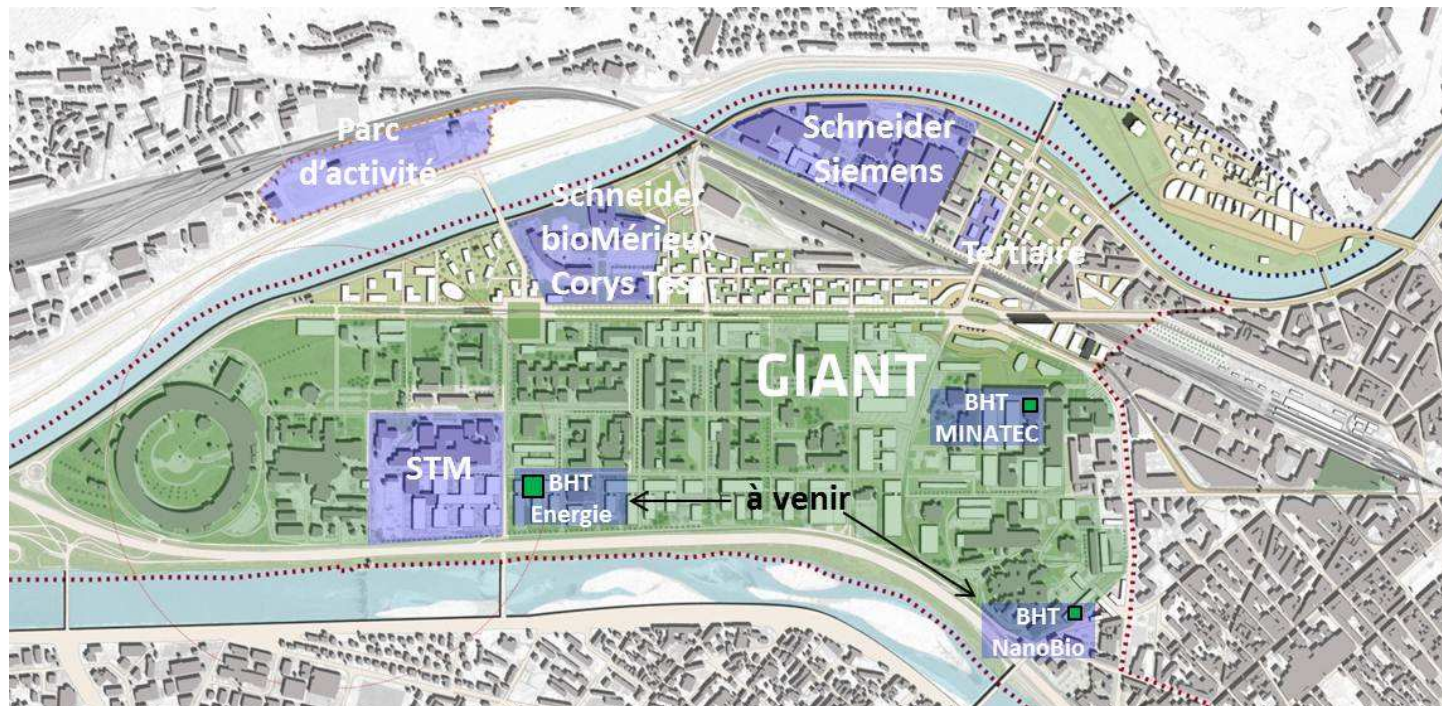 Parc
d'activité
Schneider
Siemens
Schneider
bioMérieux
Corys Tess
Tertiaire
GIANT
BHT
MINATEC
STM
BHT
Energie
à venir
BHT
NanoBio